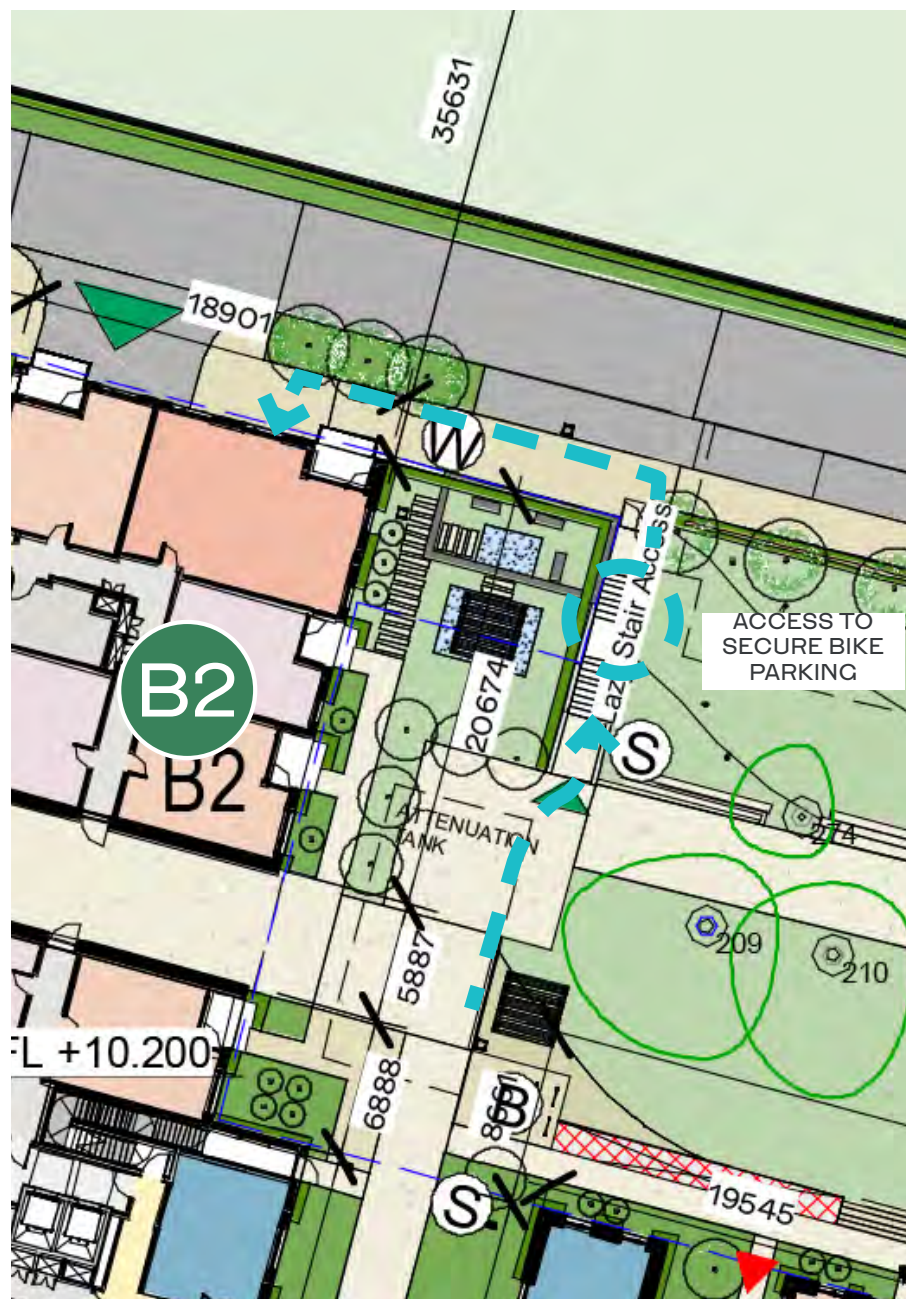 35631
18901
W
Lazy Stair Access
ACCESS TO
SECURE BIKE
PARKING
20674
B2
B2
S
ATTENUATION
TANK
274
209
210
5887
FL +10.200
6888
B
S
19545